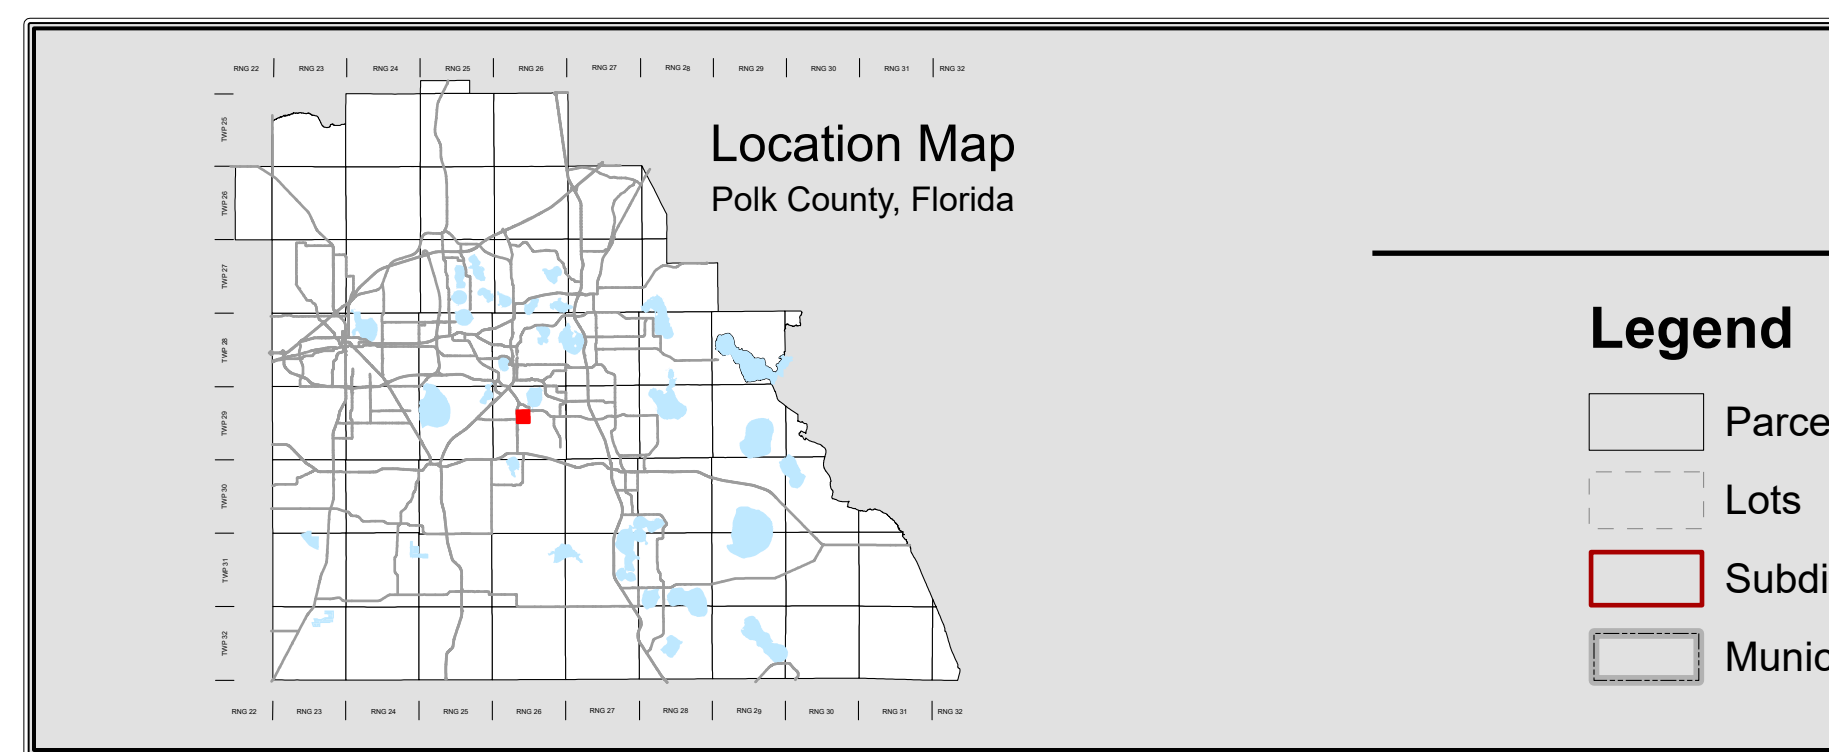 RNG 22 RNG 23 RNG 24 RNG 25 RNG 26 RNG 27 RNG 28 RNG 29 RNG 30 RNG 31 RNG 32
TWP 25
TWP 26
TWP 27
TWP 28
TWP 29
TWP 30
TWP 31
TWP 32
Location Map
Polk County, Florida
RNG 22 RNG 23 RNG 24 RNG 25 RNG 26 RNG 27 RNG 28 RNG 29 RNG 30 RNG 31 RNG 32
Legend
Parce
Lots
Subdi
Munic